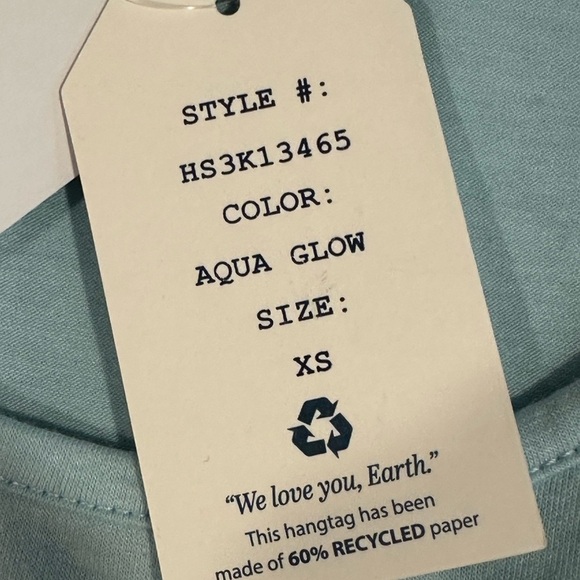 STYLE #:
HS3K13465
COLOR:
AQUA GLOW
SIZE:
XS
“We love you, Earth.”
This hangtag has been
made of 60% RECYCLED paper